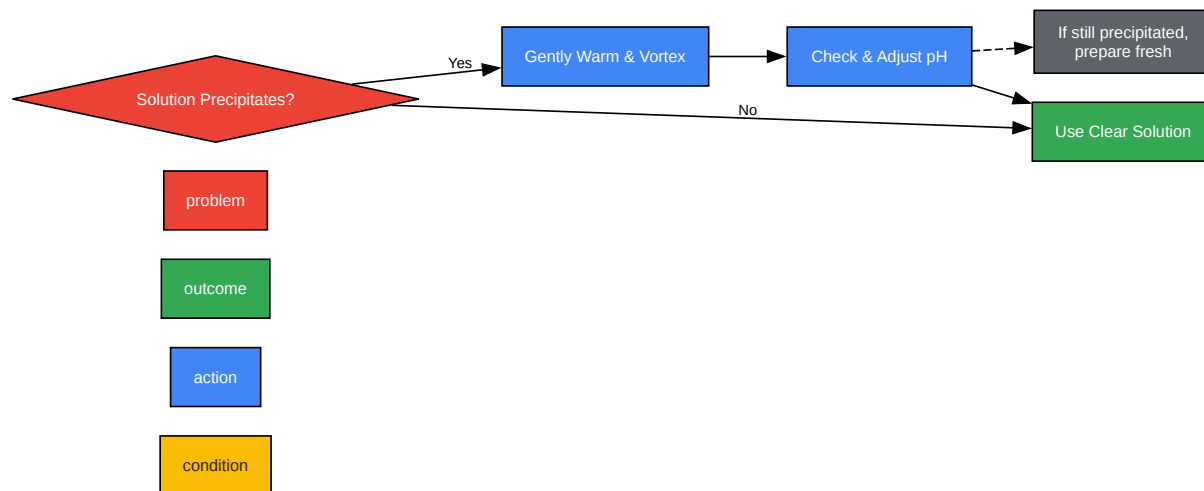 Solution Precipitates?
Yes
Gently Warm & Vortex
Check & Adjust pH
If still precipitated,
prepare fresh
No
Use Clear Solution
problem
outcome
action
condition